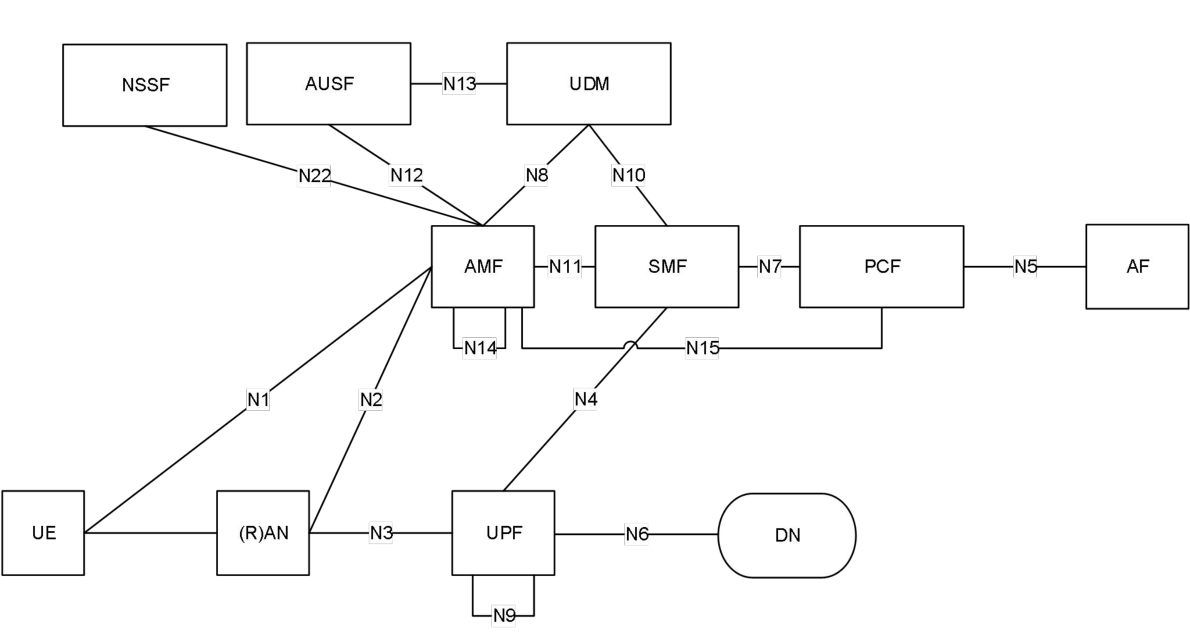 NSSF
AUSF
N13
UDM
N22
N12
N8
N10
AMF
N11
SMF
N7
PCF
N5
AF
N14
N15
N1
N2
N4
UE
(R)AN
N3
UPF
N6
DN
N9